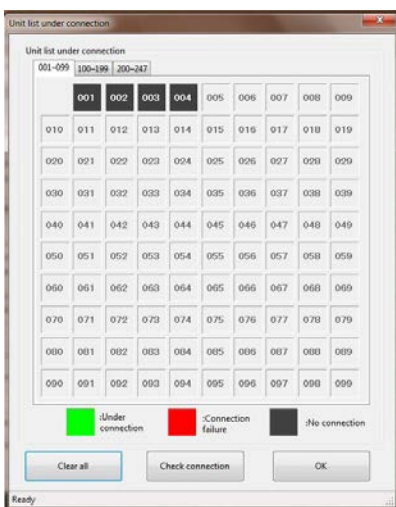 Unit list under connection
Unit list under connection
001-099 100-199 200-247
001 002 003 004 005 006 007 008 009
010 011 012 013 014 015 016 017 018 019
020 021 022 023 024 025 026 027 028 029
030 031 032 033 034 035 036 037 038 039
040 041 042 043 044 045 046 047 048 049
050 051 052 053 054 055 056 057 058 059
060 061 062 063 064 065 066 067 068 069
070 071 072 073 074 075 076 077 078 079
080 081 082 083 084 085 086 087 088 089
090 091 092 093 094 095 096 097 098 099
:Under
connection
:Connection
failure
:No connection
Clear all Check connection OK
Ready